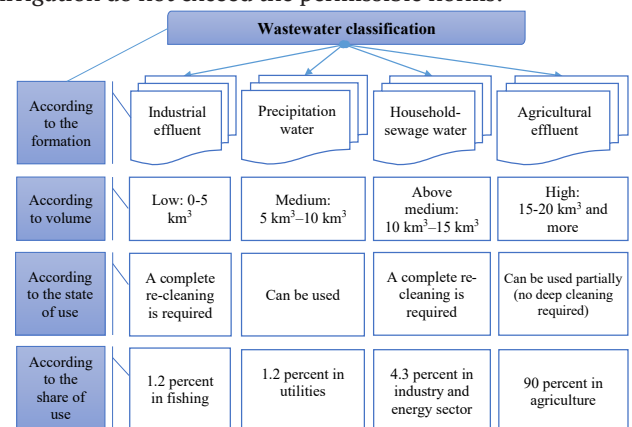 irrigation do not exceed the permissible norms.
Wastewater classification
According
to the
formation
Industrial
effluent
Precipitation
water
Household-
sewage water
Agricultural
effluent
According
to volume
Low: 0-5
km³
Medium:
5 km³–10 km³
Above
medium:
10 km³–15 km³
High:
15-20 km³ and
more
According
to the state
of use
A complete
re-cleaning
is required
Can be used
A complete re-
cleaning is
required
Can be used partially
(no deep cleaning
required)
According
to the
share of
use
1.2 percent
in fishing
1.2 percent in
utilities
4.3 percent in
industry and
energy sector
90 percent in
agriculture